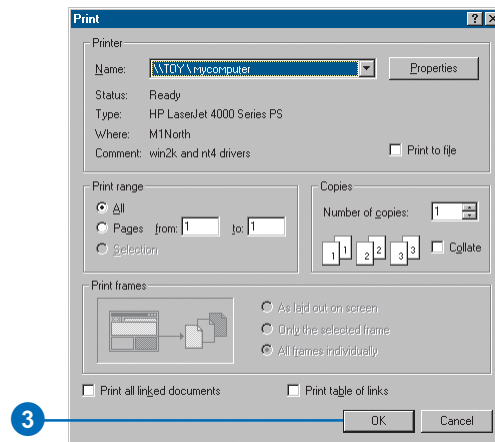 Print
Printer
Name: \\TOY \ mycomputer
Properties
Status: Ready
Type: HP LaserJet 4000 Series PS
Where: M1North
Comment: win2k and nt4 drivers
Print to file
Print range
All
Pages from: 1 to: 1
Selection
Copies
Number of copies: 1
1 1 2 2 3 3
Collate
Print frames
As laid out on screen
Only the selected frame
All frames individually
Print all linked documents
Print table of links
3
OK
Cancel